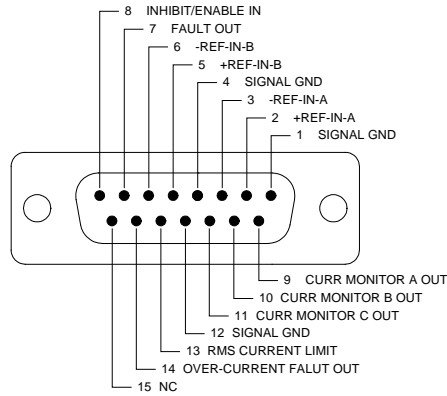 8 INHIBIT/ENABLE IN
7 FAULT OUT
6 -REF-IN-B
5 +REF-IN-B
4 SIGNAL GND
3 -REF-IN-A
2 +REF-IN-A
1 SIGNAL GND
9 CURR MONITOR A OUT
10 CURR MONITOR B OUT
11 CURR MONITOR C OUT
12 SIGNAL GND
13 RMS CURRENT LIMIT
14 OVER-CURRENT FALUT OUT
15 NC